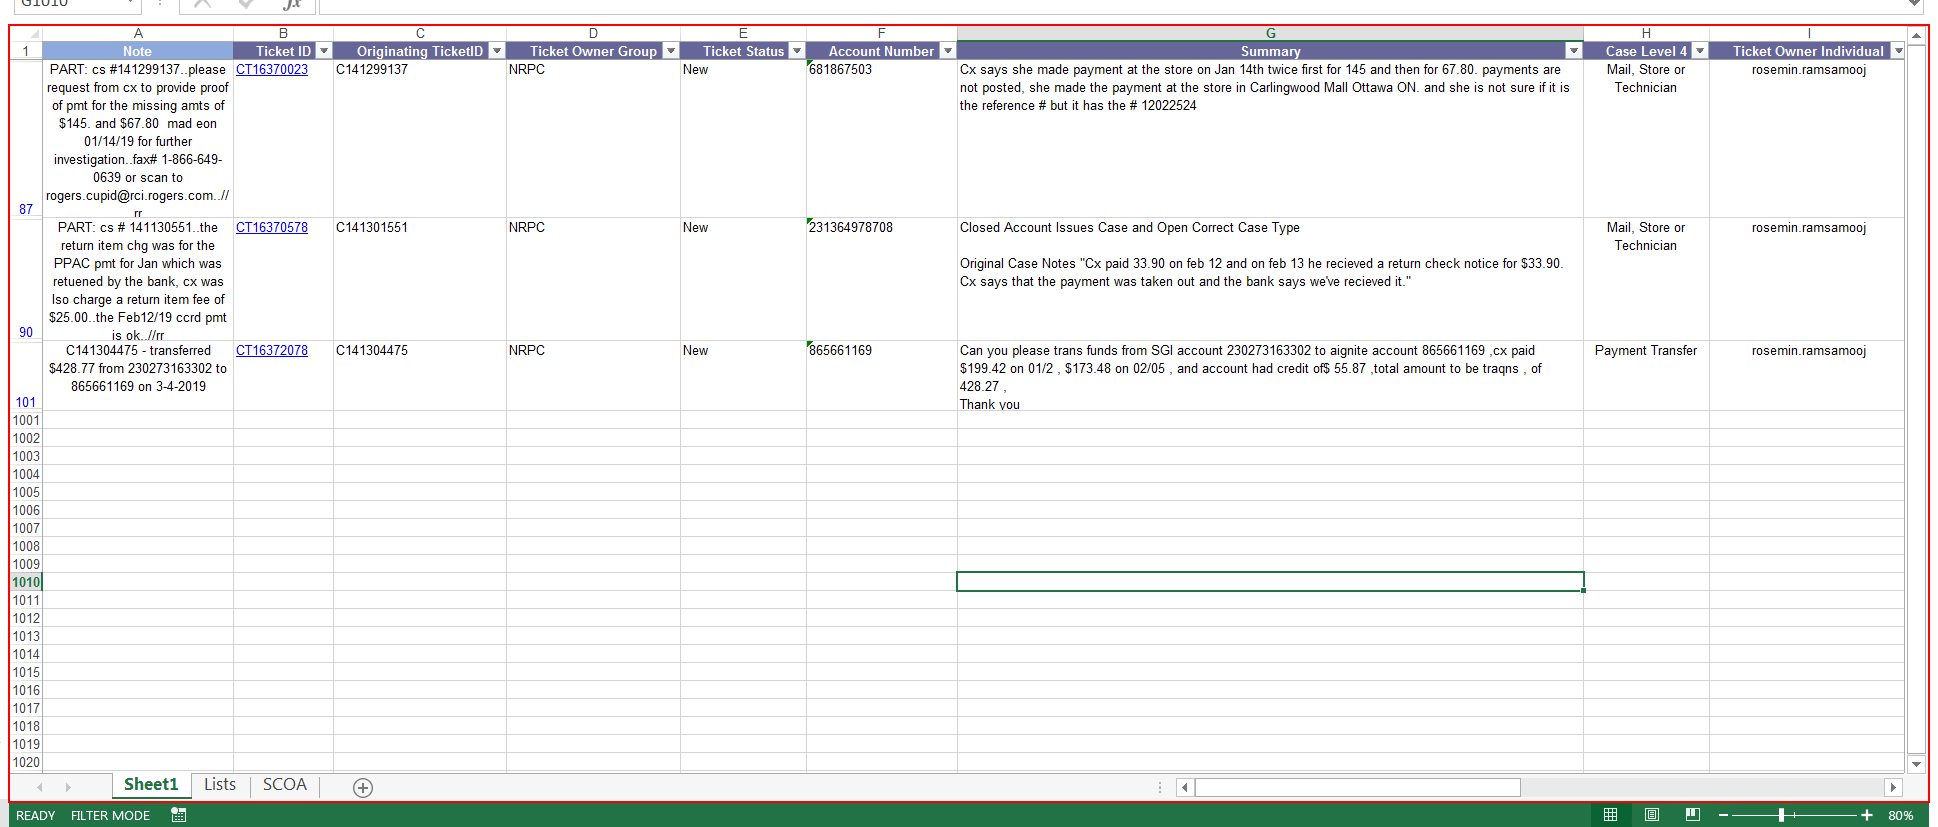 G1010
fx
A B C D E F G H I
1 Note Ticket ID Originating TicketID Ticket Owner Group Ticket Status Account Number Summary Case Level 4 Ticket Owner Individual
PART: cs #141299137..please
request from cx to provide proof
of pmt for the missing amts of
$145. and $67.80 mad eon
01/14/19 for further
investigation..fax# 1-866-649-
0639 or scan to
rogers.cupid@rci.rogers.com..//
rr
87
CT16370023
C141299137
NRPC
New
681867503
Cx says she made payment at the store on Jan 14th twice first for 145 and then for 67.80. payments are
not posted, she made the payment at the store in Carlingwood Mall Ottawa ON. and she is not sure if it is
the reference # but it has the # 12022524
Mail, Store or
Technician
rosemin.ramsamooj
PART: cs # 141130551..the
return item chg was for the
PPAC pmt for Jan which was
retuened by the bank, cx was
lso charge a return item fee of
$25.00..the Feb12/19 ccrd pmt
is ok..//rr
90
CT16370578
C141301551
NRPC
New
231364978708
Closed Account Issues Case and Open Correct Case Type
Original Case Notes "Cx paid 33.90 on feb 12 and on feb 13 he recieved a return check notice for $33.90.
Cx says that the payment was taken out and the bank says we've recieved it."
Mail, Store or
Technician
rosemin.ramsamooj
C141304475 - transferred
$428.77 from 230273163302 to
865661169 on 3-4-2019
101
CT16372078
C141304475
NRPC
New
865661169
Can you please trans funds from SGI account 230273163302 to aignite account 865661169 ,cx paid
$199.42 on 01/2 , $173.48 on 02/05 , and account had credit of$ 55.87 ,total amount to be traqns , of
428.27 ,
Thank you
Payment Transfer
rosemin.ramsamooj
1001
1002
1003
1004
1005
1006
1007
1008
1009
1010
1011
1012
1013
1014
1015
1016
1017
1018
1019
1020
Sheet1 Lists SCOA
READY FILTER MODE 80%